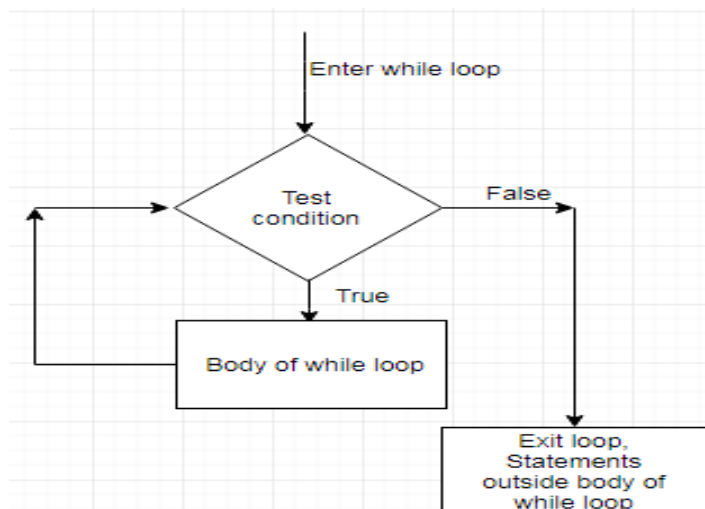 Enter while loop
Test
condition
False
True
Body of while loop
Exit loop,
Statements
outside body of
while loop